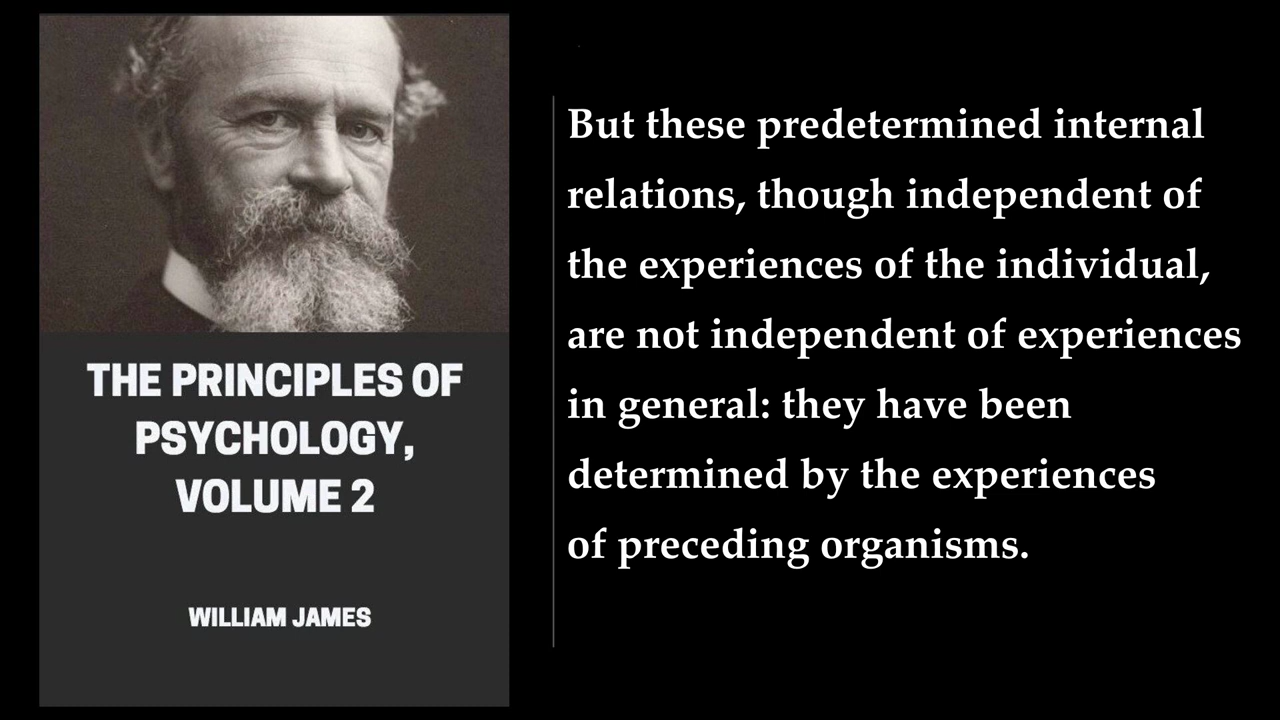 THE PRINCIPLES OF
PSYCHOLOGY,
VOLUME 2
WILLIAM JAMES
But these predetermined internal
relations, though independent of
the experiences of the individual,
are not independent of experiences
in general: they have been
determined by the experiences
of preceding organisms.